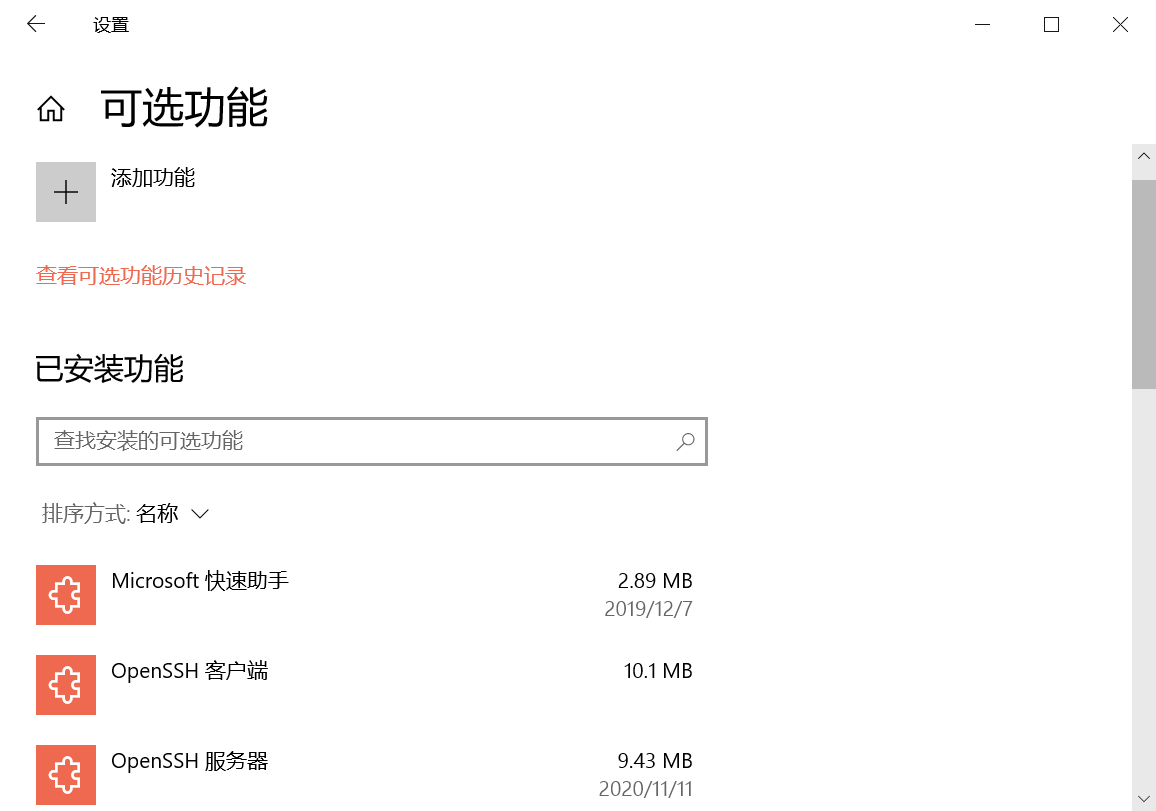 设置
可选功能
添加功能
查看可选功能历史记录
已安装功能
查找安装的可选功能
排序方式: 名称
Microsoft 快速助手 2.89 MB
2019/12/7
OpenSSH 客户端 10.1 MB
OpenSSH 服务器 9.43 MB
2020/11/11